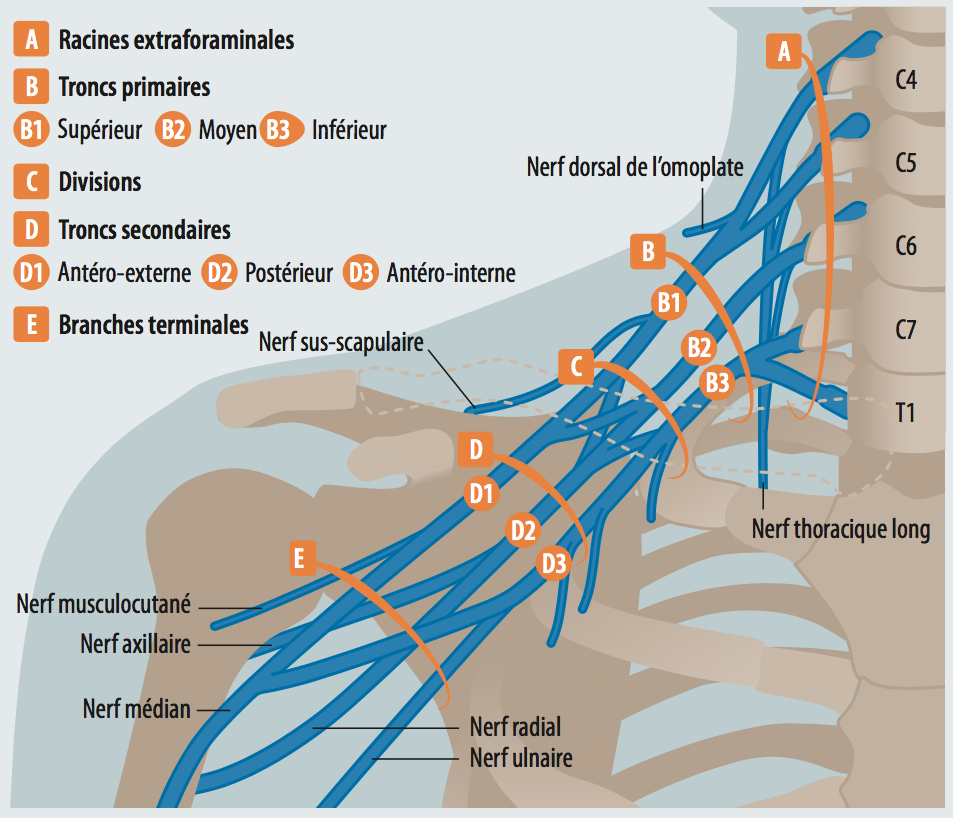 A Racines extraforaminales
B Troncs primaires
B1 Supérieur B2 Moyen B3 Inférieur
C Divisions
D Troncs secondaires
D1 Antéro-externe D2 Postérieur D3 Antéro-interne
E Branches terminales
A
C4
C5
Nerf dorsal de l'omoplate
C6
B
B1
C7
Nerf sus-scapulaire
B2
C
B3
T1
D
D1
D2
Nerf thoracique long
E
D3
Nerf musculocutané
Nerf axillaire
Nerf médian
Nerf radial
Nerf ulnaire